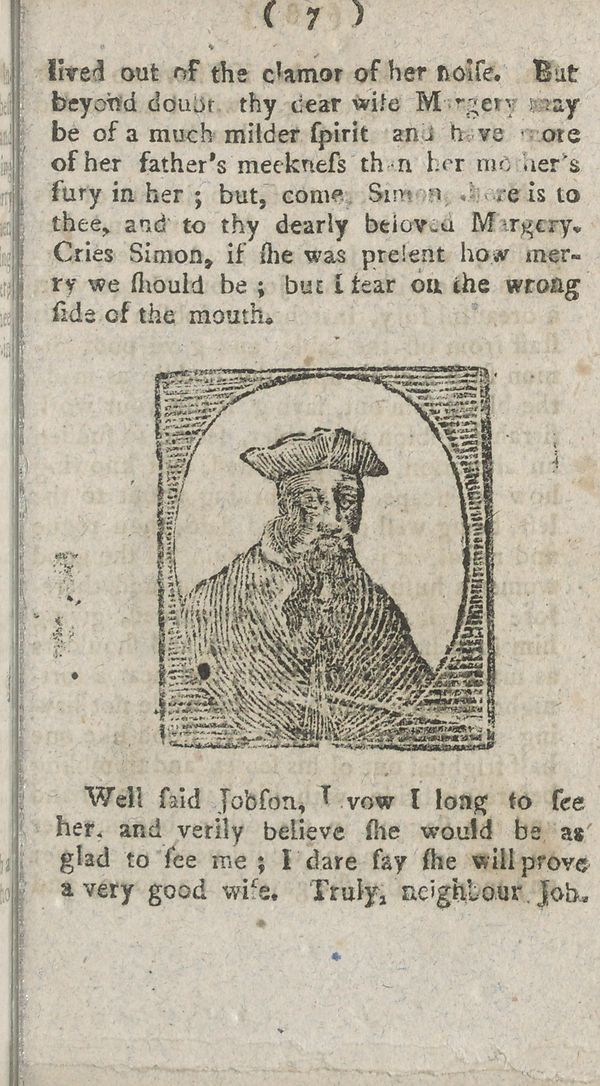 ( 7 )
lived out of the clamor of her noiſe. But
beyond doubt thy dear wife Margery may
be of a much milder ſpirit and have more
of her father's meekneſs than her mother's
fury in her ; but, come, Simon, here is to
thee, and to thy dearly beloved Margery.
Cries Simon, if ſhe was preſent how mer-
ry we ſhould be ; but I fear on the wrong
ſide of the mouth.
Well ſaid Jobſon, I vow I long to ſee
her, and verily believe ſhe would be as
glad to ſee me ; I dare ſay ſhe will prove
a very good wife. Truly, neighbour Job-